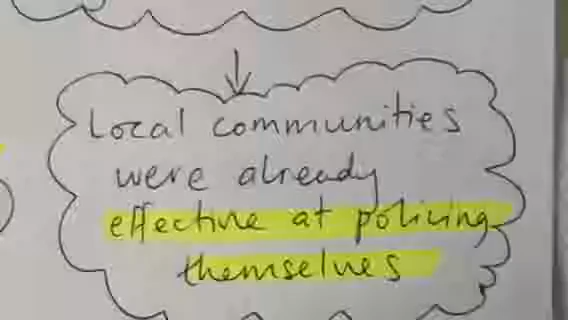 Local communities
were already
effective at policing
themselves